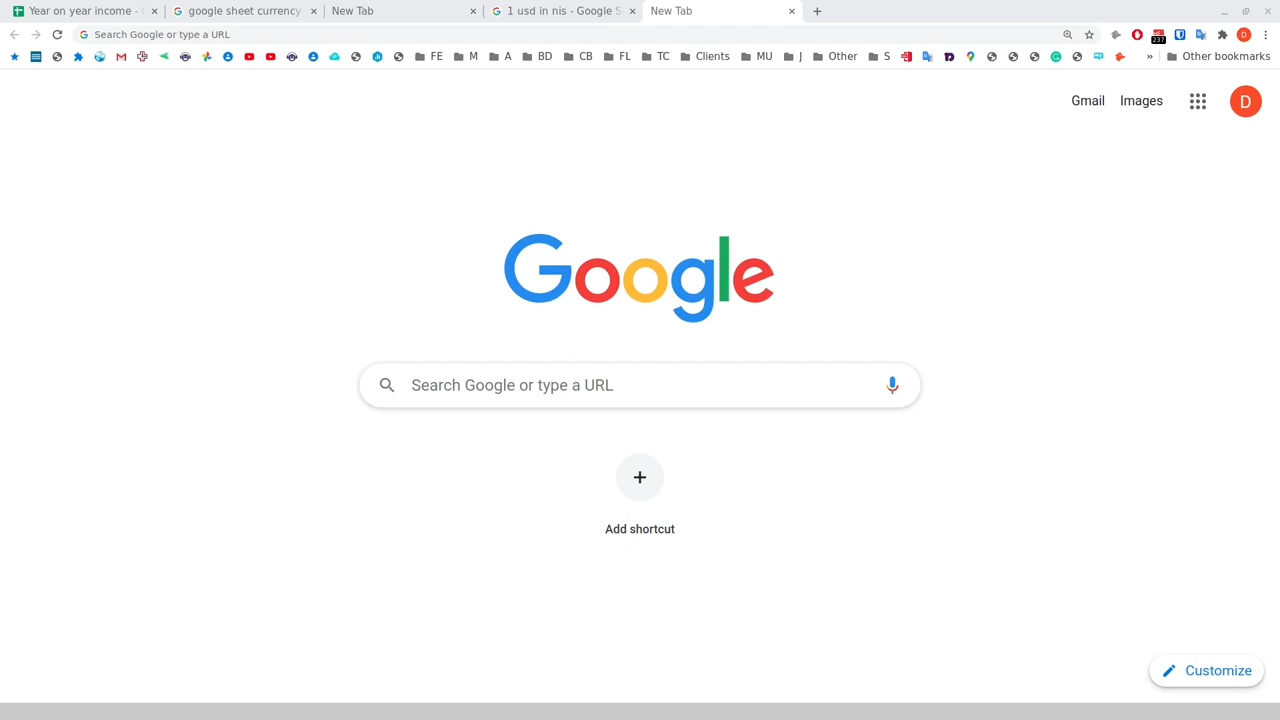 Year on year income -
google sheet currency
New Tab
1 usd in nis - Google S
New Tab
Search Google or type a URL
237
D
FE
M
A
BD
CB
FL
TC
Clients
MU
J
Other
S
»
Other bookmarks
Gmail
Images
D
Google
Search Google or type a URL
Add shortcut
Customize